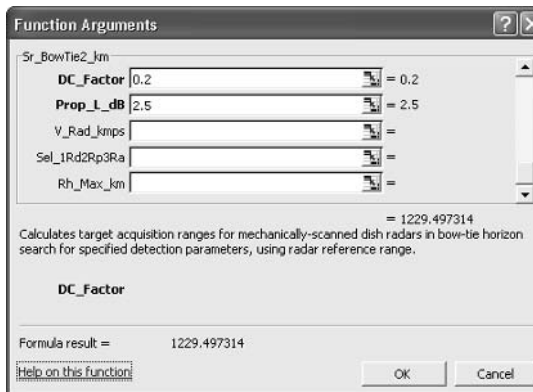 Function Arguments
Sr_BowTie2_km
DC_Factor 0.2 = 0.2
Prop_L_dB 2.5 = 2.5
V_Rad_kmps =
Sel_1Rd2Rp3Ra =
Rh_Max_km =
= 1229.497314
Calculates target acquisition ranges for mechanically-scanned dish radars in bow-tie horizon
search for specified detection parameters, using radar reference range.
DC_Factor
Formula result = 1229.497314
Help on this function OK Cancel